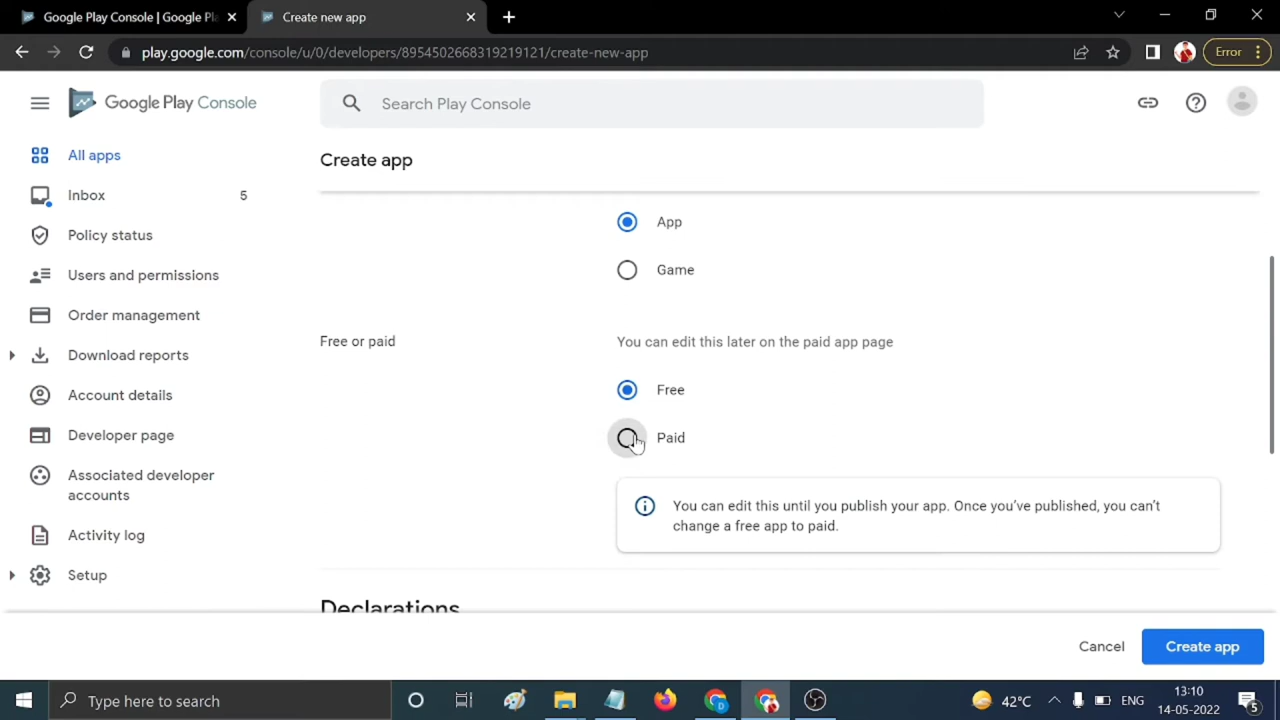 Google Play Console | Google Pla
Create new app
play.google.com/console/u/0/developers/8954502668319219121/create-new-app
Error
Google Play Console
Search Play Console
All apps
Inbox 5
Policy status
Users and permissions
Order management
Download reports
Account details
Developer page
Associated developer
accounts
Activity log
Setup
Create app
App
Game
Free or paid
You can edit this later on the paid app page
Free
Paid
You can edit this until you publish your app. Once you've published, you can't
change a free app to paid.
Declarations
Cancel
Create app
Type here to search
42°C
ENG
13:10
14-05-2022
5